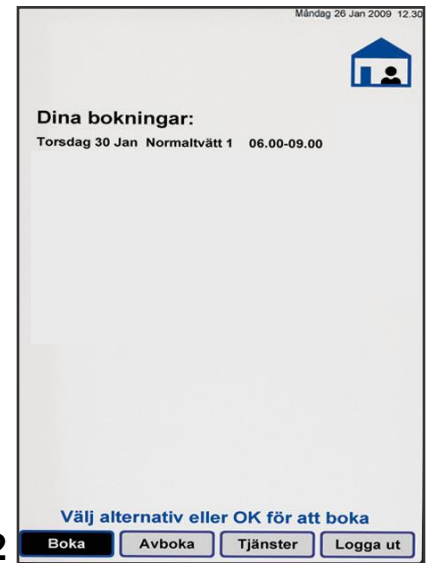 Måndag 26 Jan 2009 12.30
Dina bokningar:
Torsdag 30 Jan Normaltvätt 1 06.00-09.00
Välj alternativ eller OK för att boka
2 Boka Avboka Tjänster Logga ut